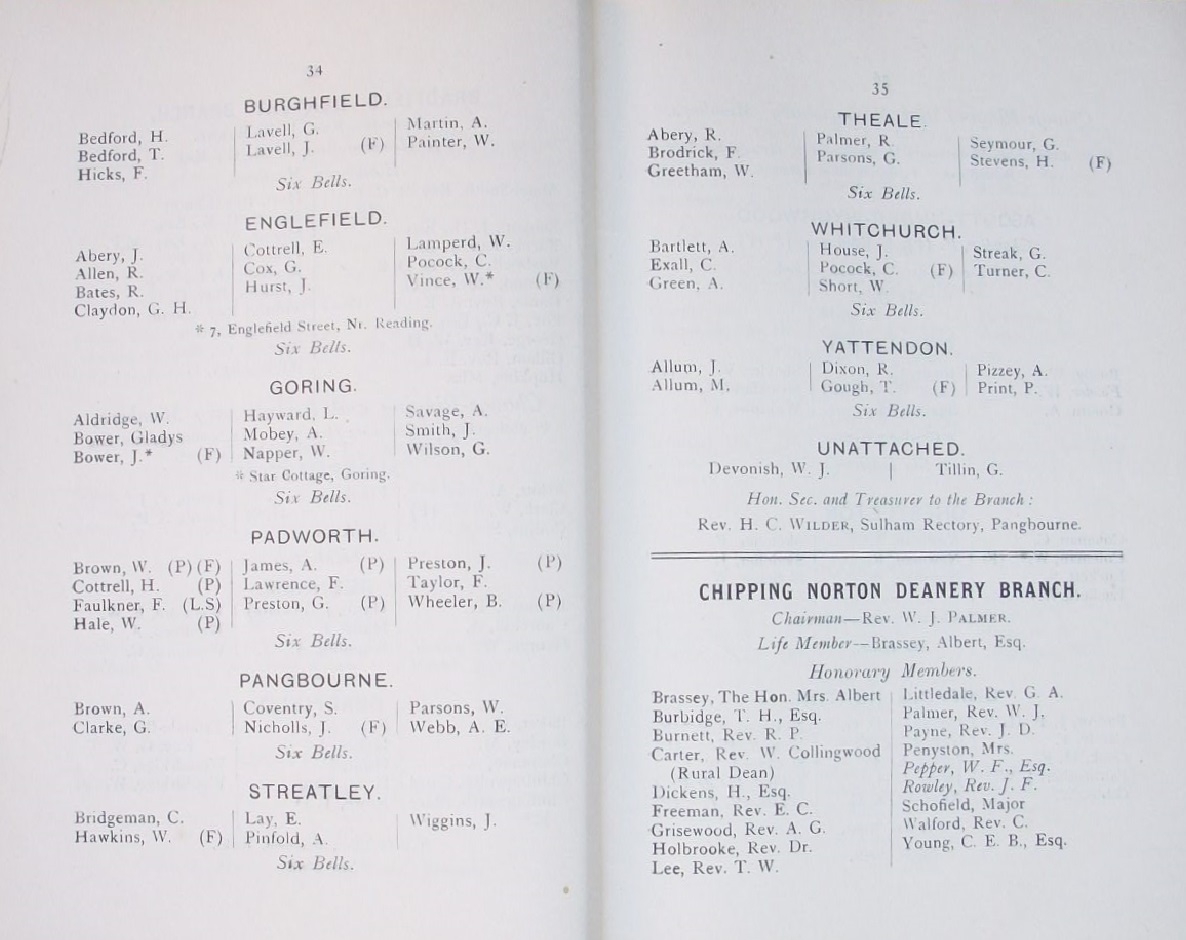 34
BURGHFIELD.
Bedford, H.
Bedford, T.
Hicks, F.
Lavell, G.
Lavell, J. (F)
Martin, A.
Painter, W.
Six Bells.
ENGLEFIELD.
Abery, J.
Allen, R.
Bates, R.
Claydon, G. H.
Cottrell, E.
Cox, G.
Hurst, J.
Lamperd, W.
Pocock, C.
Vince, W.* (F)
* 7, Englefield Street, Nr. Reading.
Six Bells.
GORING.
Aldridge, W.
Bower, Gladys
Bower, J.* (F)
Hayward, L.
Mobey, A.
Napper, W.
Savage, A.
Smith, J.
Wilson, G.
* Star Cottage, Goring.
Six Bells.
PADWORTH.
Brown, W. (P) (F)
Cottrell, H. (P)
Faulkner, F. (L.S)
Hale, W. (P)
James, A. (P)
Lawrence, F.
Preston, G. (P)
Preston, J. (P)
Taylor, F.
Wheeler, B. (P)
Six Bells.
PANGBOURNE.
Brown, A.
Clarke, G.
Coventry, S.
Nicholls, J. (F)
Parsons, W.
Webb, A. E.
Six Bells.
STREATLEY.
Bridgeman, C.
Hawkins, W. (F)
Lay, E.
Pinfold, A.
Wiggins, J.
Six Bells.
35
THEALE.
Abery, R.
Brodrick, F.
Greetham, W.
Palmer, R.
Parsons, G.
Seymour, G.
Stevens, H. (F)
Six Bells.
WHITCHURCH.
Bartlett, A.
Exall, C.
Green, A.
House, J.
Pocock, C. (F)
Short, W.
Streak, G.
Turner, C.
Six Bells.
YATTENDON.
Allum, J.
Allum, M.
Dixon, R.
Gough, T. (F)
Pizzey, A.
Print, P.
Six Bells.
UNATTACHED.
Devonish, W. J. | Tillin, G.
Hon. Sec. and Treasurer to the Branch:
Rev. H. C. WILDER, Sulham Rectory, Pangbourne.
CHIPPING NORTON DEANERY BRANCH.
Chairman—Rev. W. J. PALMER.
Life Member—Brassey, Albert, Esq.
Honorary Members.
Brassey, The Hon. Mrs. Albert
Burbidge, T. H., Esq.
Burnett, Rev. R. P.
Carter, Rev. W. Collingwood
(Rural Dean)
Dickens, H., Esq.
Freeman, Rev. E. C.
Grisewood, Rev. A. G.
Holbrooke, Rev. Dr.
Lee, Rev. T. W.
Littledale, Rev. G. A.
Palmer, Rev. W. J.
Payne, Rev. J. D.
Penyston, Mrs.
Pepper, W. F., Esq.
Rowley, Rev. J. F.
Schofield, Major
Walford, Rev. C.
Young, C. E. B., Esq.